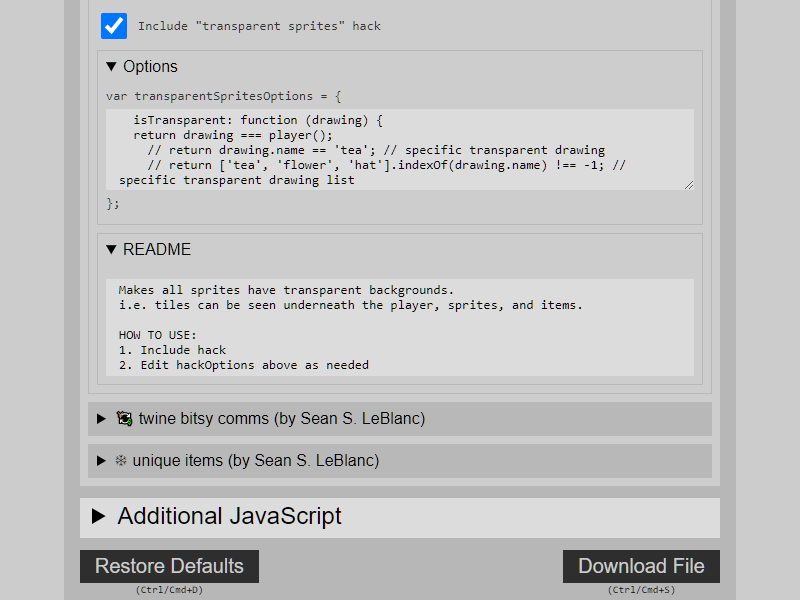 Include "transparent sprites" hack
▼ Options
var transparentSpritesOptions = {
isTransparent: function (drawing) {
return drawing === player();
// return drawing.name == 'tea'; // specific transparent drawing
// return ['tea', 'flower', 'hat'].indexOf(drawing.name) !== -1; //
specific transparent drawing list
};
▼ README
Makes all sprites have transparent backgrounds.
i.e. tiles can be seen underneath the player, sprites, and items.
HOW TO USE:
1. Include hack
2. Edit hackOptions above as needed
▶ twine bitsy comms (by Sean S. LeBlanc)
▶ ❄ unique items (by Sean S. LeBlanc)
▶ Additional JavaScript
Restore Defaults
(Ctrl/Cmd+D)
Download File
(Ctrl/Cmd+S)